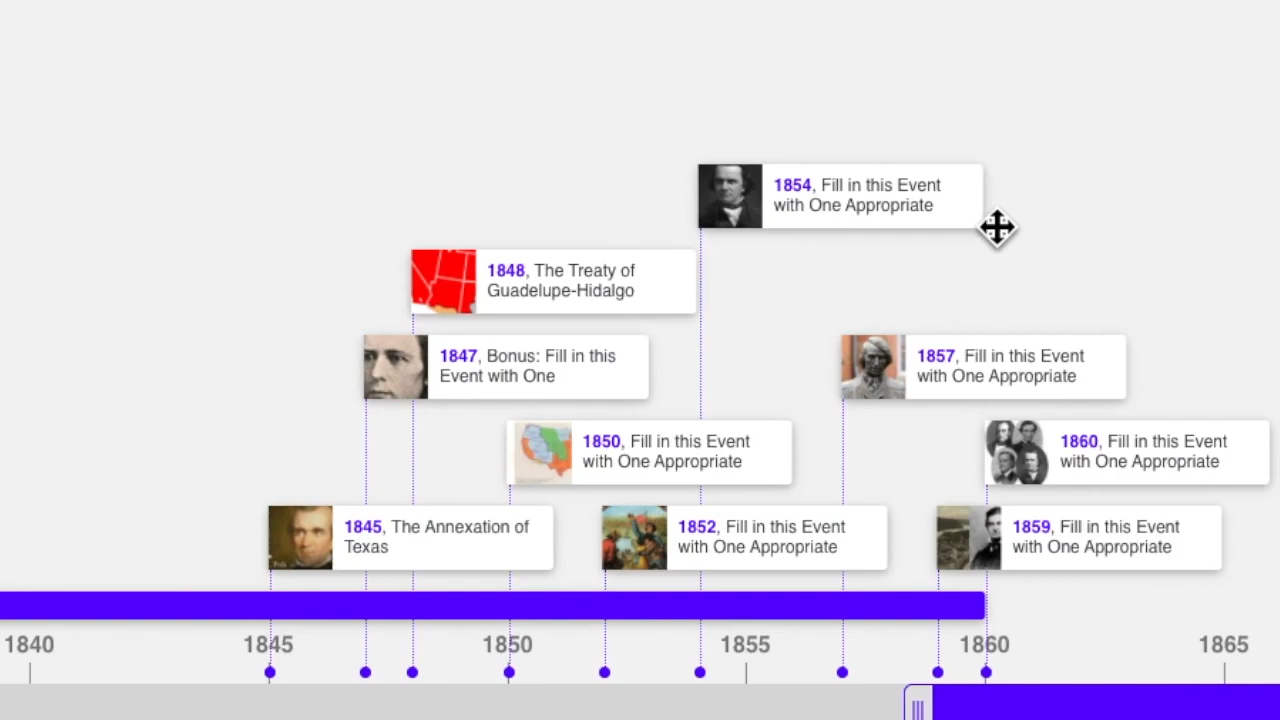 1854, Fill in this Event
with One Appropriate
1848, The Treaty of
Guadelupe-Hidalgo
1847, Bonus: Fill in this
Event with One
1857, Fill in this Event
with One Appropriate
1850, Fill in this Event
with One Appropriate
1860, Fill in this Event
with One Appropriate
1845, The Annexation of
Texas
1852, Fill in this Event
with One Appropriate
1859, Fill in this Event
with One Appropriate
1840 1845 1850 1855 1860 1865